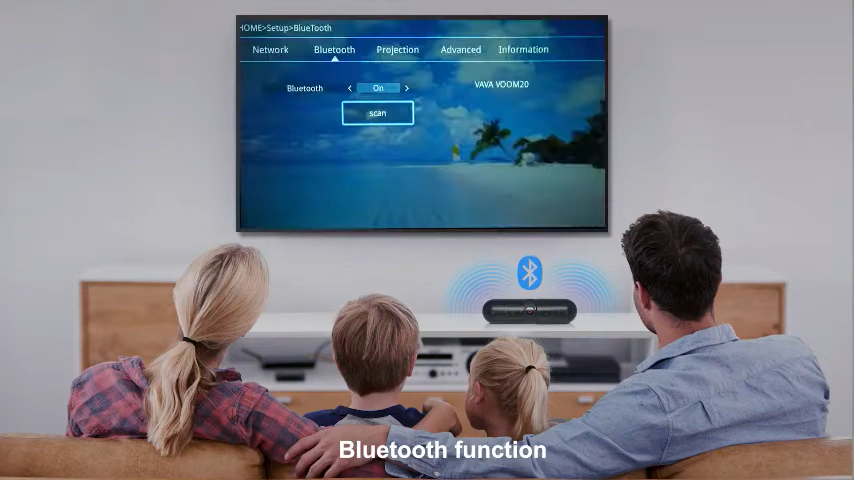 HOME>Setup>BlueTooth
Network Bluetooth Projection Advanced Information
Bluetooth < On > VAVA VOOM20
scan
Bluetooth function